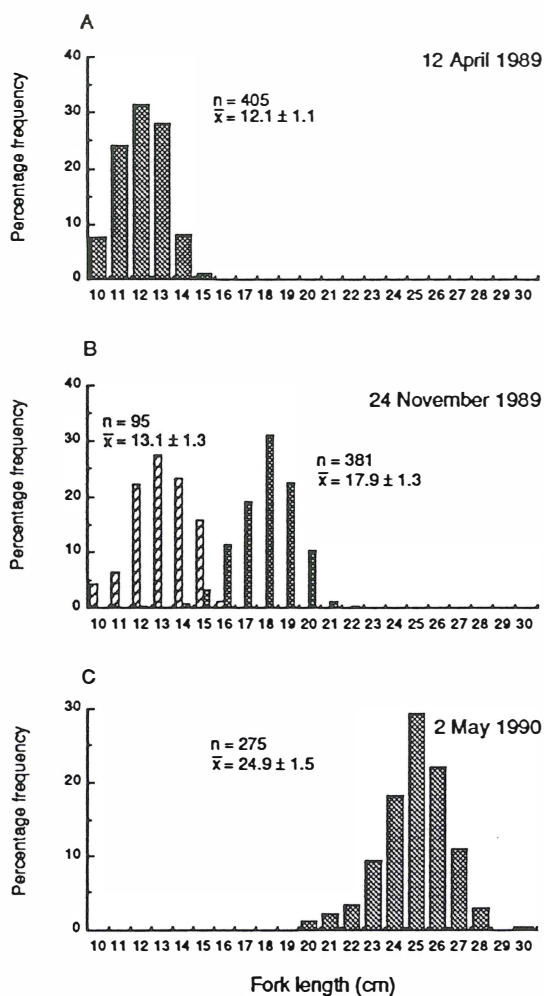 A
12 April 1989
n = 405
x̄ = 12.1 ± 1.1
Percentage frequency
40
30
20
10
0
10 11 12 13 14 15 16 17 18 19 20 21 22 23 24 25 26 27 28 30
B
24 November 1989
n = 95
x̄ = 13.1 ± 1.3
n = 381
x̄ = 17.9 ± 1.3
Percentage frequency
40
30
20
10
0
10 11 12 13 14 15 16 17 18 19 20 21 22 23 24 25 26 27 28 29 30
C
2 May 1990
n = 275
x̄ = 24.9 ± 1.5
Percentage frequency
30
20
10
0
10 11 12 13 14 15 16 17 18 19 20 21 22 23 24 25 26 27 28 29 30
Fork length (cm)